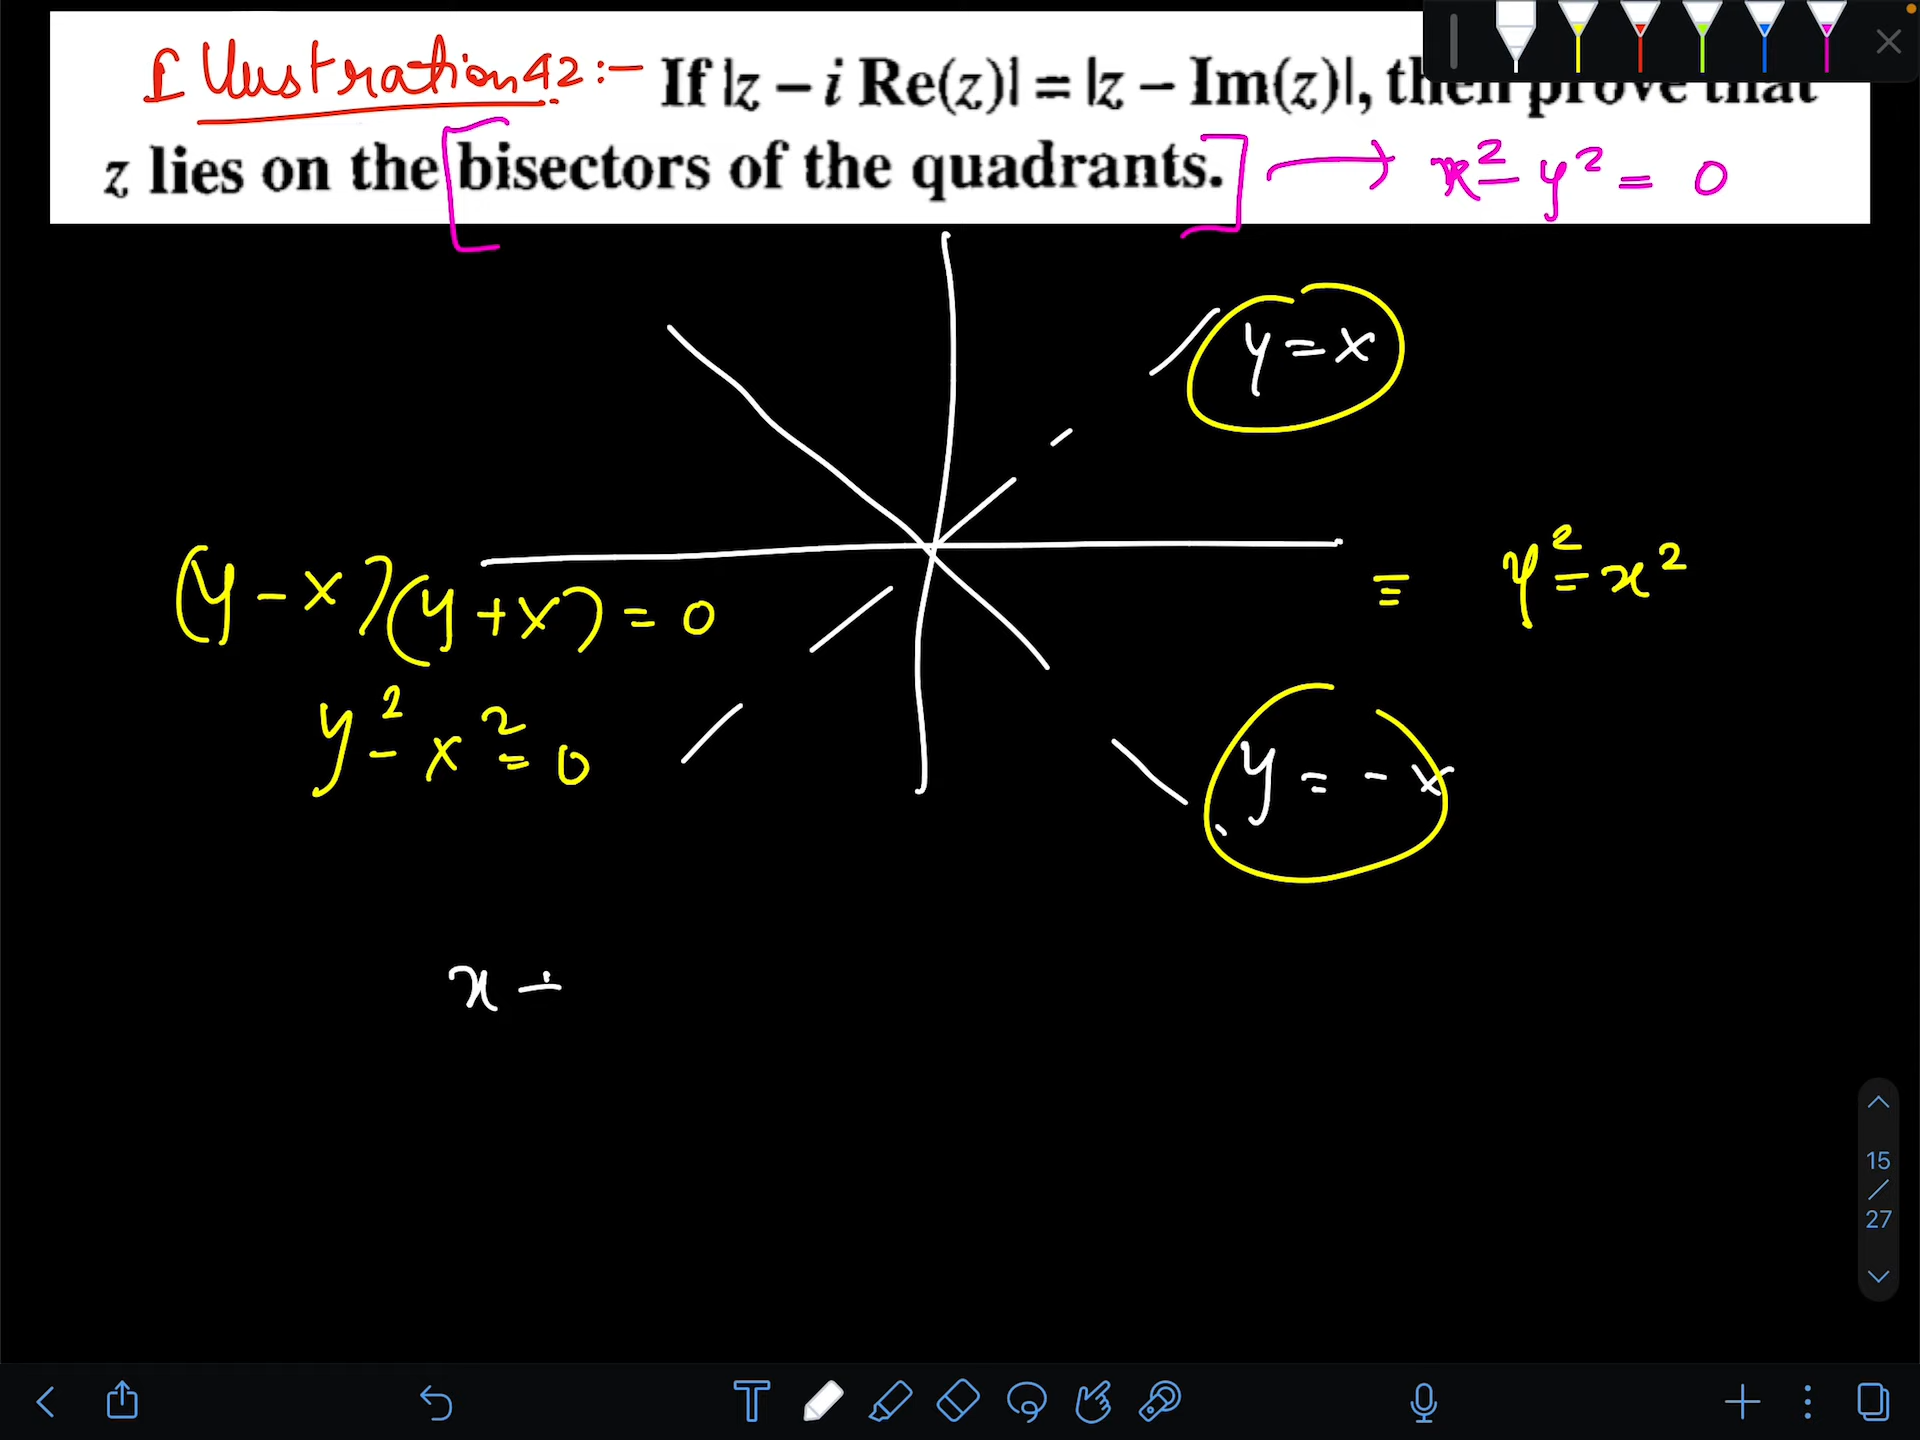 Illustration 42:- If |z – i Re(z)| = |z – Im(z)|, then prove that
z lies on the bisectors of the quadrants. → x² - y² = 0
y = x
(y - x)(y + x) = 0
≡ y² = x²
y² - x² = 0
y = - x
x +
15
/
27
T